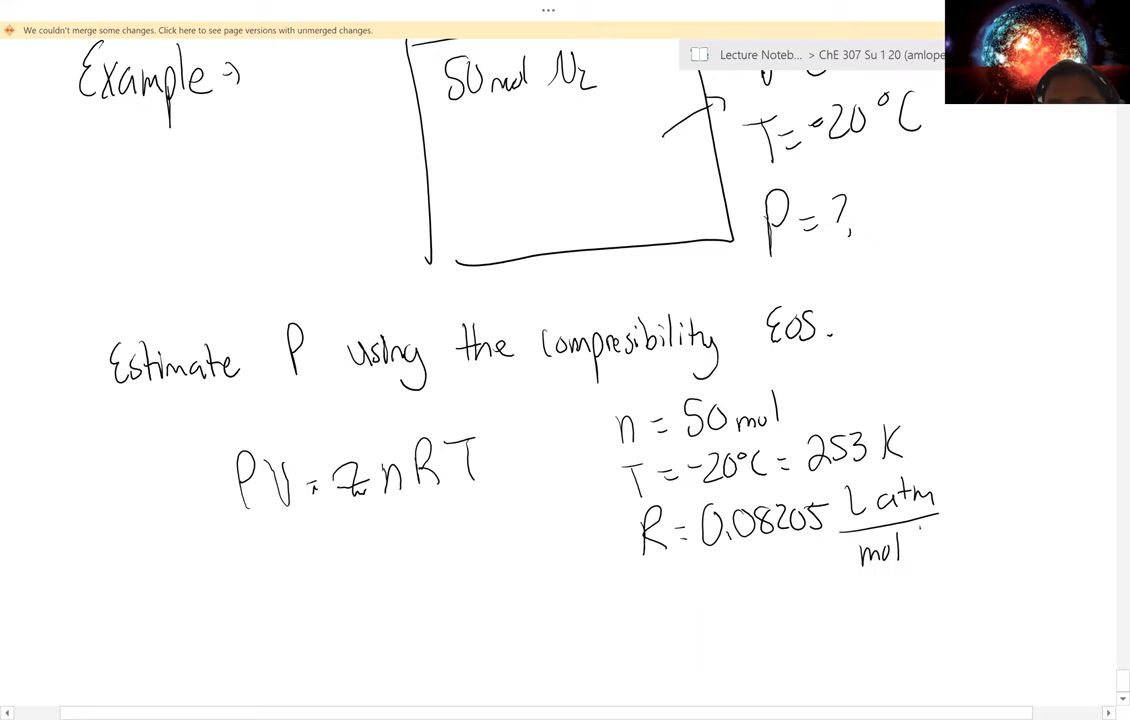 We couldn't merge some changes. Click here to see page versions with unmerged changes.
Lecture Noteb... > ChE 307 Su 1 20 (amlope
Example →
50 mol N₂
T = -20°C
P = ?
Estimate P using the compresibility EOS.
PV = z n R T
n = 50 mol
T = -20°C = 253 K
R = 0.08205 L atm
mol